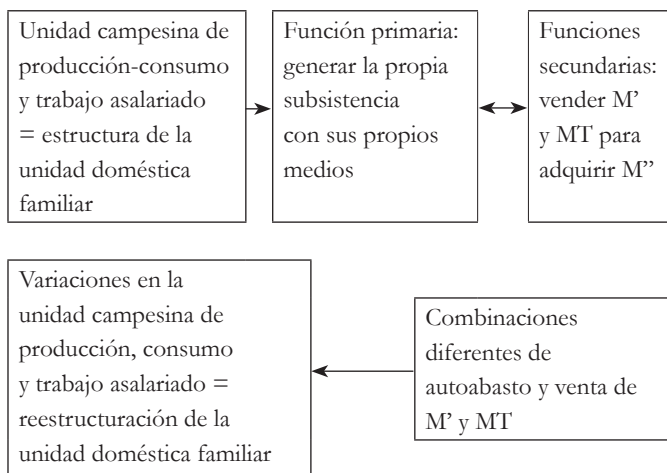 Unidad campesina de
producción-consumo
y trabajo asalariado
= estructura de la
unidad doméstica
familiar
Función primaria:
generar la propia
subsistencia
con sus propios
medios
Funciones
secundarias:
vender M’
y MT para
adquirir M”
Variaciones en la
unidad campesina de
producción, consumo
y trabajo asalariado =
reestructuración de la
unidad doméstica familiar
Combinaciones
diferentes de
autoabasto y venta de
M’ y MT